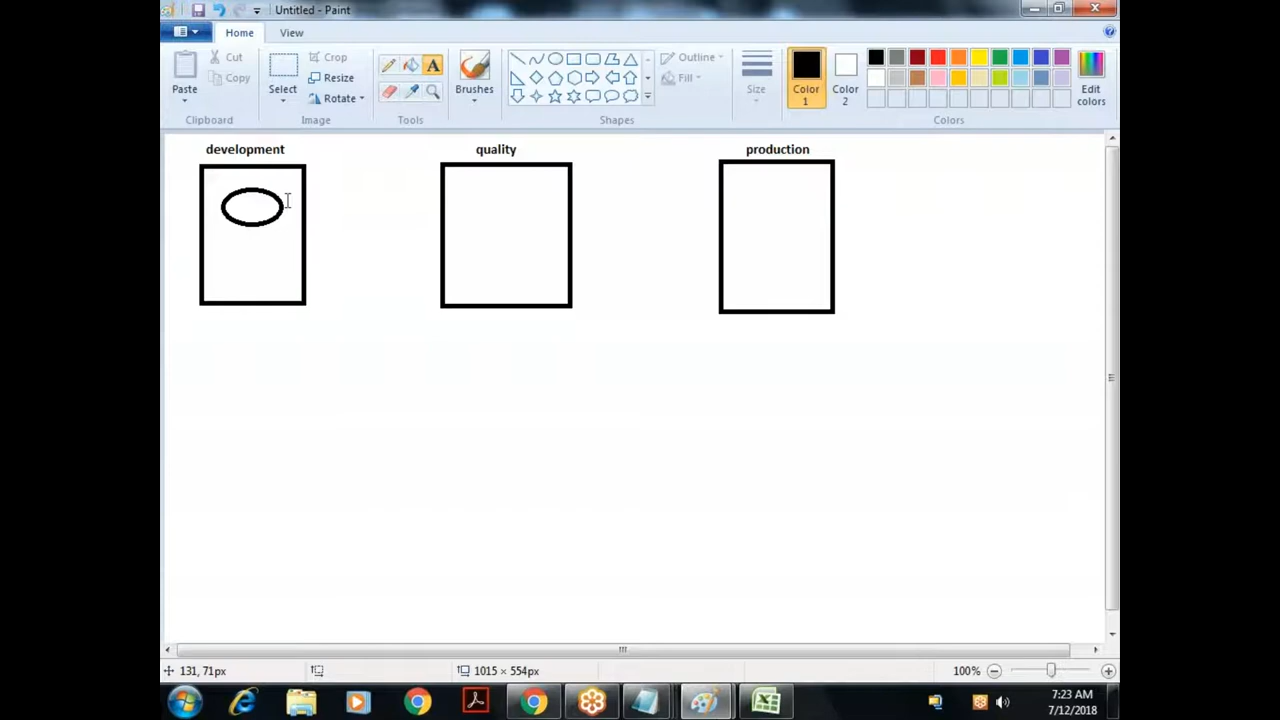 Untitled - Paint
Home
View
Paste
Cut
Copy
Clipboard
Select
Crop
Resize
Rotate
Image
A
Tools
Brushes
Shapes
Outline
Fill
Size
Color 1
Color 2
Edit colors
Colors
development
quality
production
131, 71px
1015 × 554px
100%
7:23 AM
7/12/2018